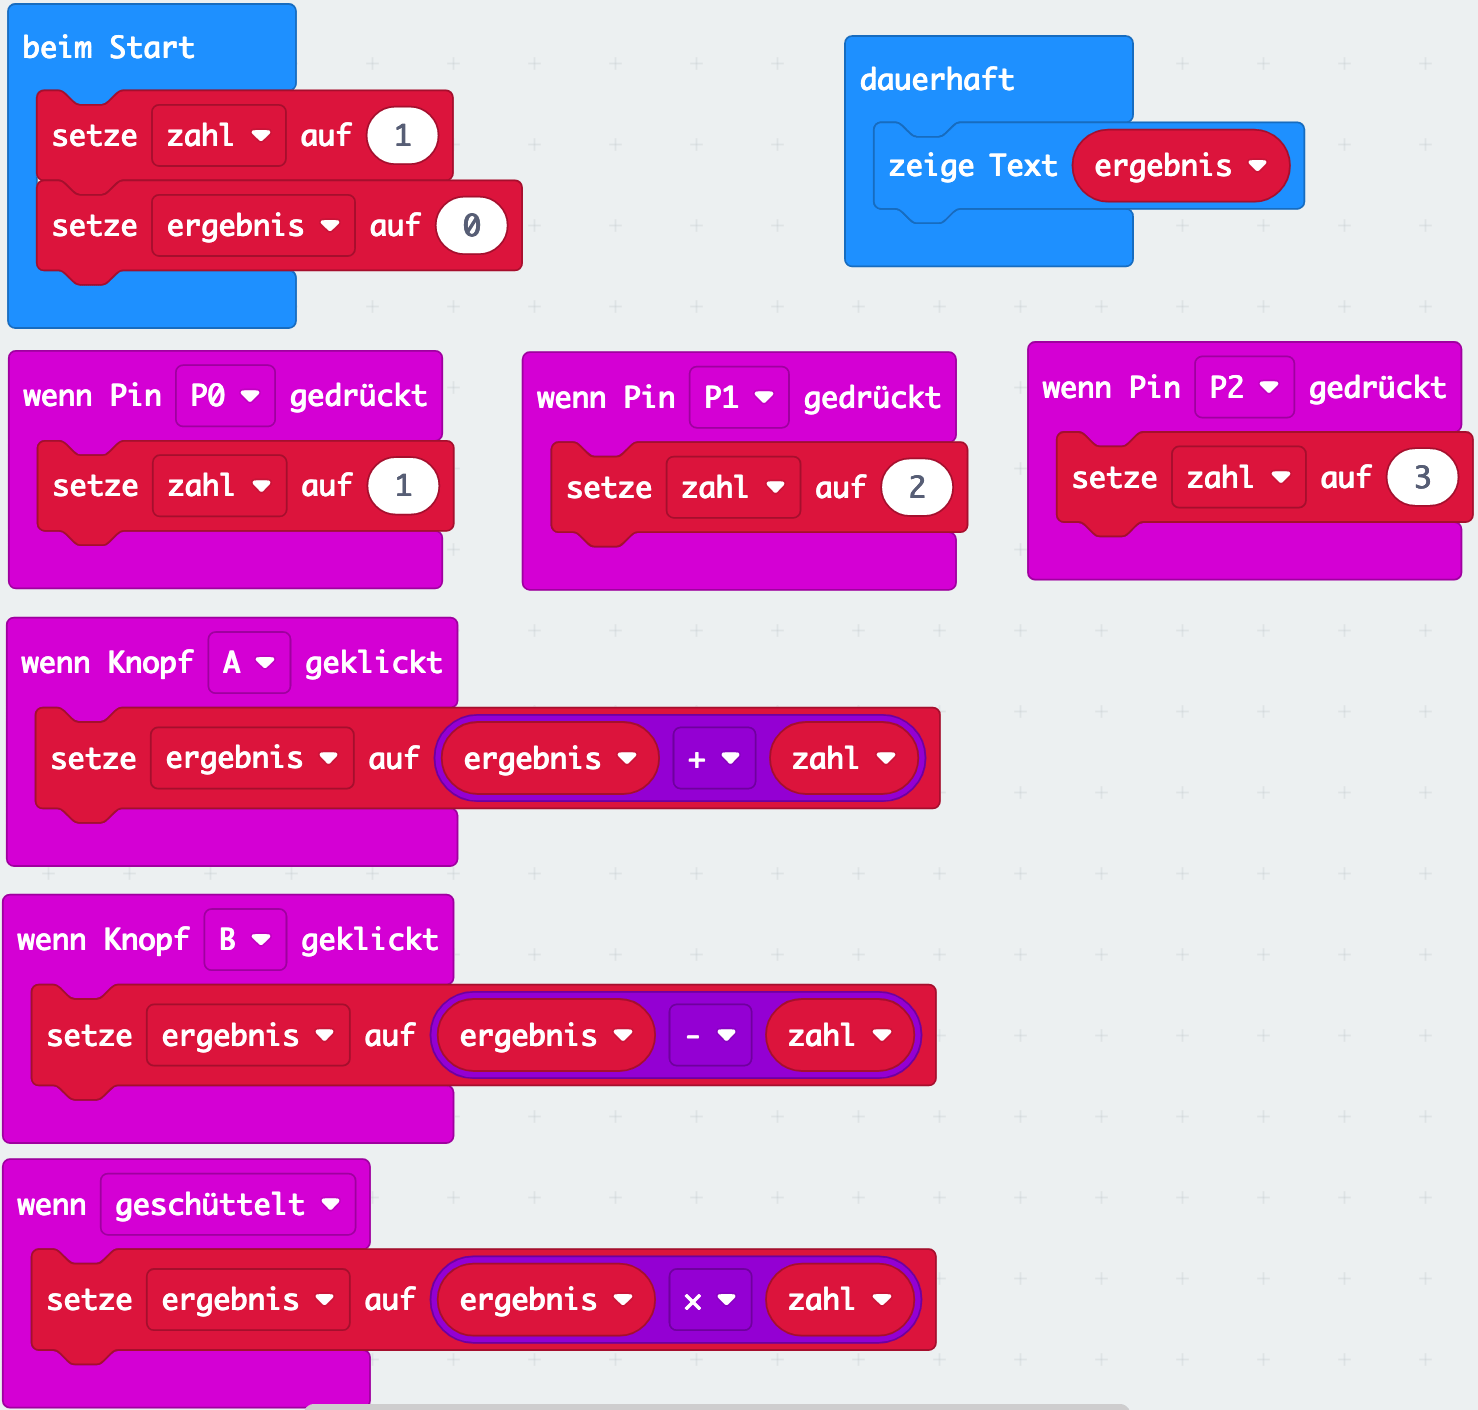 beim Start
setze zahl auf 1
setze ergebnis auf 0
dauerhaft
zeige Text ergebnis
wenn Pin P0 gedrückt
setze zahl auf 1
wenn Pin P1 gedrückt
setze zahl auf 2
wenn Pin P2 gedrückt
setze zahl auf 3
wenn Knopf A geklickt
setze ergebnis auf ergebnis + zahl
wenn Knopf B geklickt
setze ergebnis auf ergebnis - zahl
wenn geschüttelt
setze ergebnis auf ergebnis × zahl